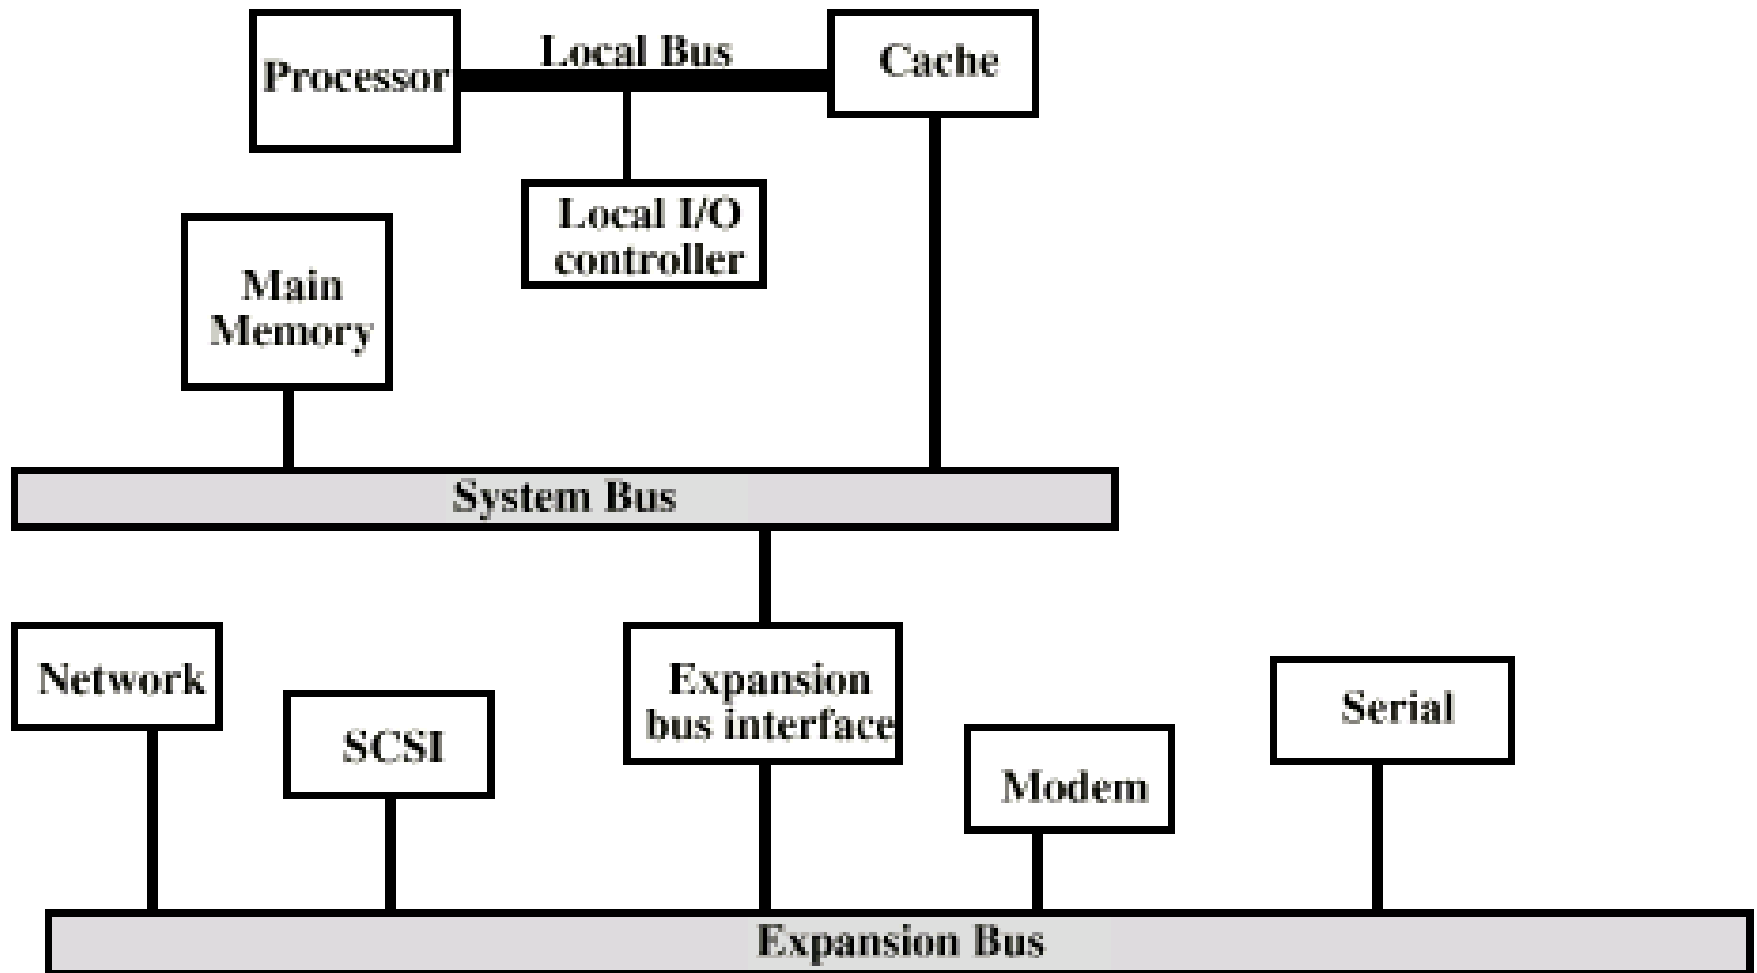 Local Bus
Cache
Processor
Local I/O
controller
Main
Memory
System Bus
Network
Expansion
bus interface
SCSI
Serial
Modem
Expansion Bus